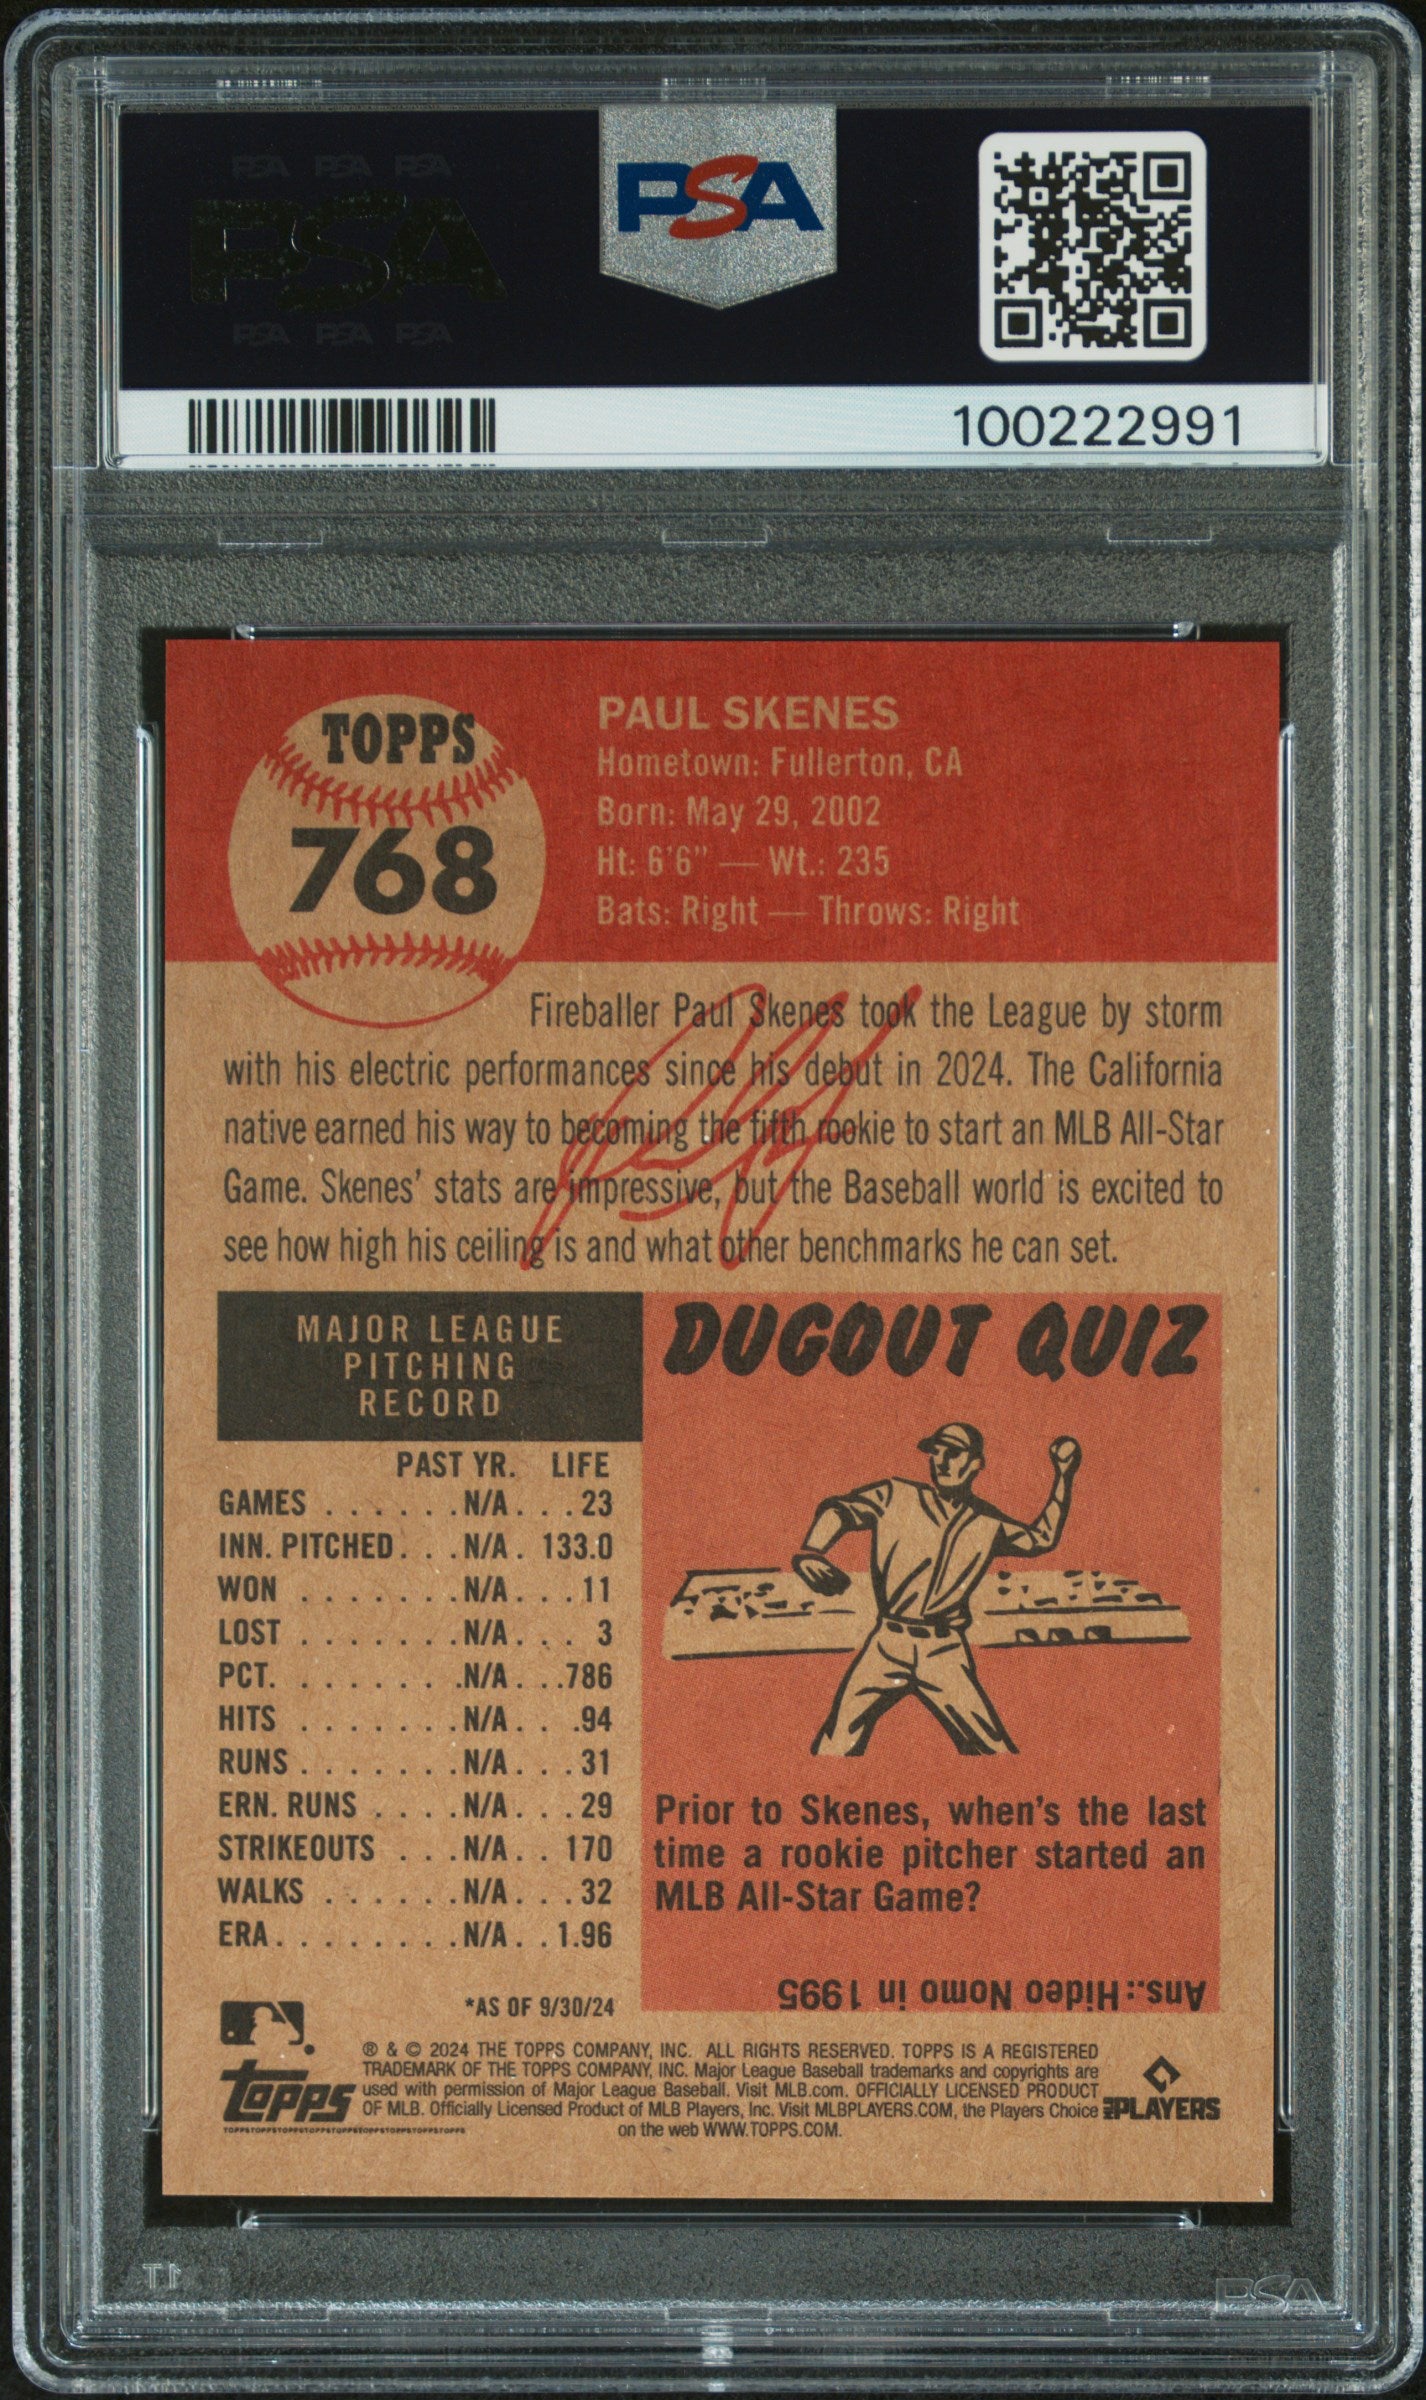 PSA PSA PSA
PSA
PSA PSA PSA
PSA
100222991
TOPPS
768
PAUL SKENES
Hometown: Fullerton, CA
Born: May 29, 2002
Ht: 6'6" — Wt.: 235
Bats: Right — Throws: Right
Fireballer Paul Skenes took the League by storm
with his electric performances since his debut in 2024. The California
native earned his way to becoming the fifth rookie to start an MLB All-Star
Game. Skenes' stats are impressive, but the Baseball world is excited to
see how high his ceiling is and what other benchmarks he can set.
MAJOR LEAGUE
PITCHING
RECORD
PAST YR. LIFE
GAMES . . . . . . N/A . . . 23
INN. PITCHED . . . N/A . 133.0
WON . . . . . . . N/A . . . 11
LOST . . . . . . . N/A . . . 3
PCT. . . . . . . . N/A . . .786
HITS . . . . . . . N/A . . .94
RUNS . . . . . . . N/A . . . 31
ERN. RUNS . . . . N/A . . . 29
STRIKEOUTS . . . N/A . . 170
WALKS . . . . . . N/A . . . 32
ERA . . . . . . . . N/A . . 1.96
*AS OF 9/30/24
DUGOUT QUIZ
Prior to Skenes, when's the last
time a rookie pitcher started an
MLB All-Star Game?
Ans.: Hideo Nomo in 1995
topps
® & © 2024 THE TOPPS COMPANY, INC. ALL RIGHTS RESERVED. TOPPS IS A REGISTERED
TRADEMARK OF THE TOPPS COMPANY, INC. Major League Baseball trademarks and copyrights are
used with permission of Major League Baseball. Visit MLB.com. OFFICIALLY LICENSED PRODUCT
OF MLB. Officially Licensed Product of MLB Players, Inc. Visit MLBPLAYERS.COM, the Players Choice
on the web WWW.TOPPS.COM.
MLBPLAYERS
PSA